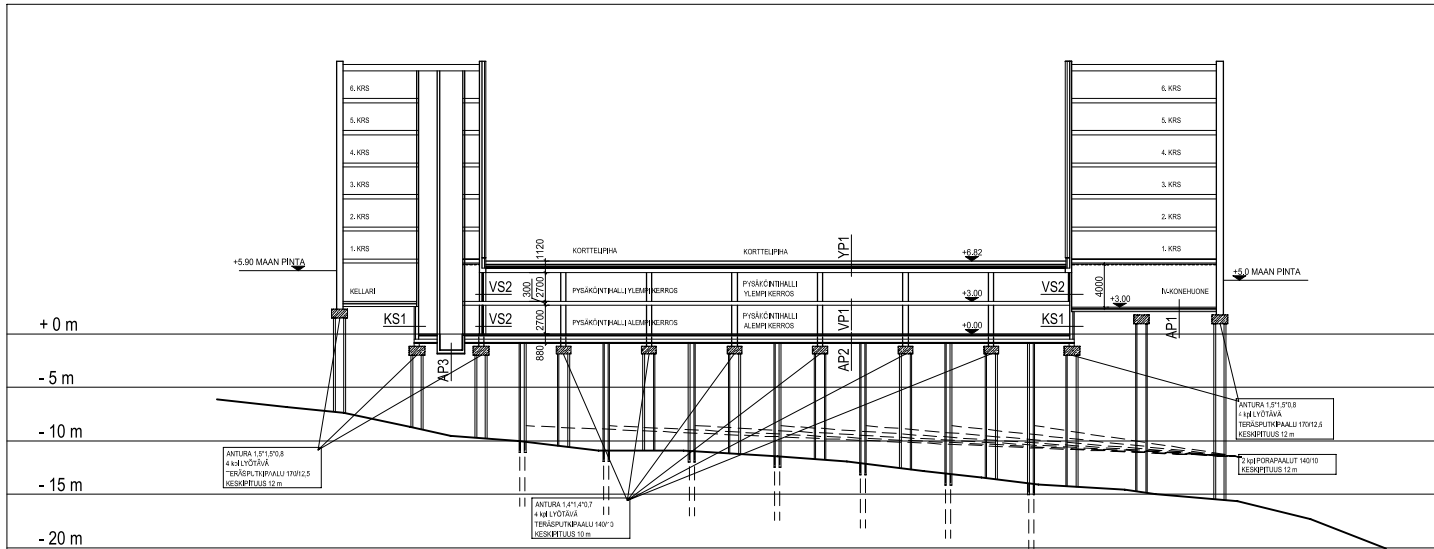 6. KRS
5. KRS
4. KRS
3. KRS
2. KRS
1. KRS
KELLARI
+5.90 MAAN PINTA
6. KRS
5. KRS
4. KRS
3. KRS
2. KRS
1. KRS
IV-KONEHUONE
+5.0 MAAN PINTA
KORTTELIPIHA
KORTTELIPIHA
YP1
+6.82
1120
VS2
300
2700
PYSÄKÖINTIHALLI YLEMPI KERROS
PYSÄKÖINTIHALLI
YLEMPI KERROS
+3.00
VS2
4000
+3.00
KS1
VS2
2700
PYSÄKÖINTIHALLI ALEMPI KERROS
PYSÄKÖINTIHALLI
ALEMPI KERROS
VP1
+0.00
KS1
AP1
880
AP3
AP2
+ 0 m
- 5 m
- 10 m
- 15 m
- 20 m
ANTURA 1,5*1,5*0,8
4 kpl LYÖTÄVÄ
170/12,5
KESKIPITUUS 12 m
ANTURA 1,4*1,4*0,7
4 kpl LYÖTÄVÄ
TERÄSPUTKIPAALU
KESKIPITUUS 10 m
ANTURA 1,5*1,5*0,8
4 kpl LYÖTÄVÄ
TERÄSPUTKIPAALU 170/12,5
KESKIPITUUS 12 m
2 kpl PORAPAALUT 140/10
KESKIPITUUS 12 m